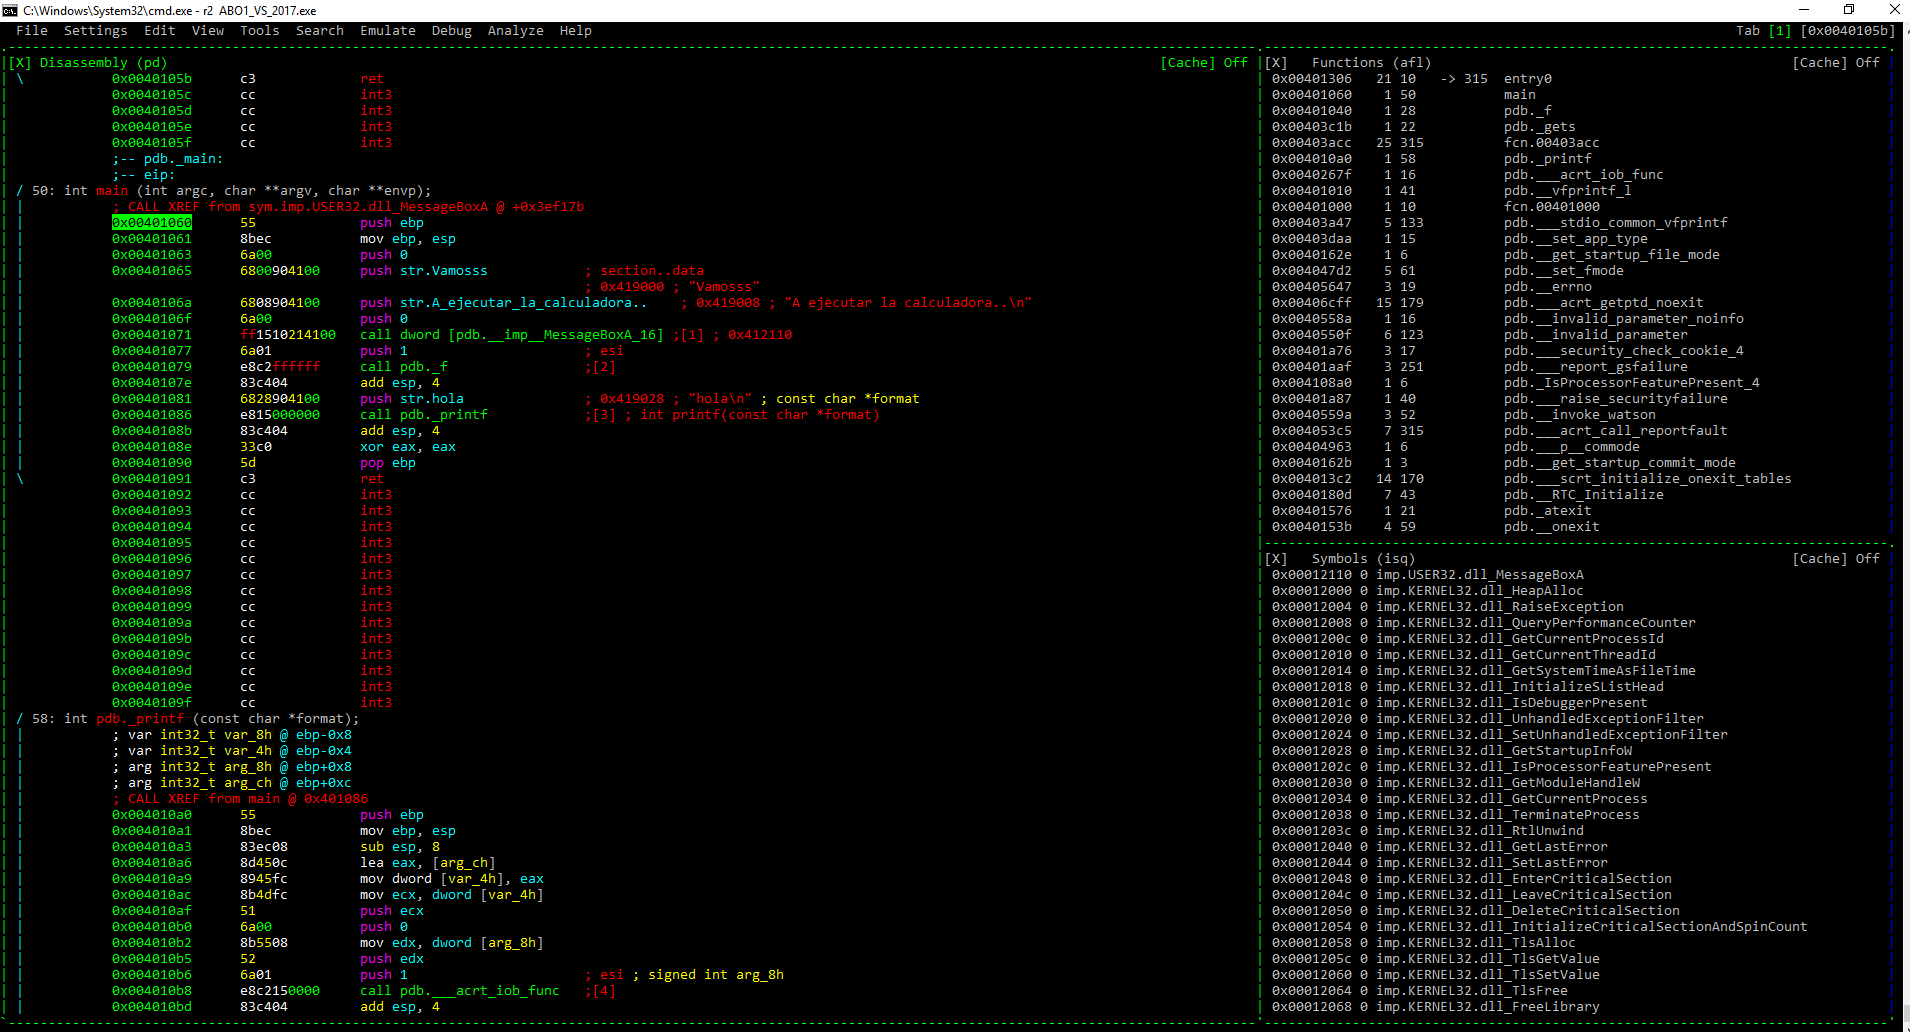 C:\Windows\System32\cmd.exe - r2 ABO1_VS_2017.exe
File Settings Edit View Tools Search Emulate Debug Analyze Help Tab [1] [0x0040105b]
[X] Disassembly (pd) [Cache] Off
\ 0x0040105b c3 ret
0x0040105c cc int3
0x0040105d cc int3
0x0040105e cc int3
0x0040105f cc int3
;-- pdb._main:
;-- eip:
/ 50: int main (int argc, char **argv, char **envp);
| ; CALL XREF from sym.imp.USER32.dll_MessageBoxA @ +0x3ef17b
| 0x00401060 55 push ebp
| 0x00401061 8bec mov ebp, esp
| 0x00401063 6a00 push 0
| 0x00401065 6800904100 push str.Vamosss ; section..data
| ; 0x419000 ; "Vamosss"
| 0x0040106a 6808904100 push str.A_ejecutar_la_calculadora.. ; 0x419008 ; "A ejecutar la calculadora..\n"
| 0x0040106f 6a00 push 0
| 0x00401071 ff1510214100 call dword [pdb.__imp__MessageBoxA_16] ;[1] ; 0x412110
| 0x00401077 6a01 push 1 ; esi
| 0x00401079 e8c2ffffff call pdb._f ;[2]
| 0x0040107e 83c404 add esp, 4
| 0x00401081 6828904100 push str.hola ; 0x419028 ; "hola\n" ; const char *format
| 0x00401086 e815000000 call pdb._printf ;[3] ; int printf(const char *format)
| 0x0040108b 83c404 add esp, 4
| 0x0040108e 33c0 xor eax, eax
| 0x00401090 5d pop ebp
\ 0x00401091 c3 ret
0x00401092 cc int3
0x00401093 cc int3
0x00401094 cc int3
0x00401095 cc int3
0x00401096 cc int3
0x00401097 cc int3
0x00401098 cc int3
0x00401099 cc int3
0x0040109a cc int3
0x0040109b cc int3
0x0040109c cc int3
0x0040109d cc int3
0x0040109e cc int3
0x0040109f cc int3
/ 58: int pdb._printf (const char *format);
| ; var int32_t var_8h @ ebp-0x8
| ; var int32_t var_4h @ ebp-0x4
| ; arg int32_t arg_8h @ ebp+0x8
| ; arg int32_t arg_ch @ ebp+0xc
| ; CALL XREF from main @ 0x401086
| 0x004010a0 55 push ebp
| 0x004010a1 8bec mov ebp, esp
| 0x004010a3 83ec08 sub esp, 8
| 0x004010a6 8d450c lea eax, [arg_ch]
| 0x004010a9 8945fc mov dword [var_4h], eax
| 0x004010ac 8b4dfc mov ecx, dword [var_4h]
| 0x004010af 51 push ecx
| 0x004010b0 6a00 push 0
| 0x004010b2 8b5508 mov edx, dword [arg_8h]
| 0x004010b5 52 push edx
| 0x004010b6 6a01 push 1 ; esi ; signed int arg_8h
| 0x004010b8 e8c2150000 call pdb.___acrt_iob_func ;[4]
| 0x004010bd 83c404 add esp, 4
[X] Functions (afl) [Cache] Off
0x00401306 21 10 -> 315 entry0
0x00401060 1 50 main
0x00401040 1 28 pdb._f
0x00403c1b 1 22 pdb._gets
0x00403acc 25 315 fcn.00403acc
0x004010a0 1 58 pdb._printf
0x0040267f 1 16 pdb.___acrt_iob_func
0x00401010 1 41 pdb.__vfprintf_l
0x00401000 1 10 fcn.00401000
0x00403a47 5 133 pdb.___stdio_common_vfprintf
0x00403daa 1 15 pdb.__set_app_type
0x0040162e 1 6 pdb.__get_startup_file_mode
0x004047d2 5 61 pdb.__set_fmode
0x00405647 3 19 pdb.__errno
0x00406cff 15 179 pdb.___acrt_getptd_noexit
0x0040558a 1 16 pdb.__invalid_parameter_noinfo
0x0040550f 6 123 pdb.__invalid_parameter
0x00401a76 3 17 pdb.___security_check_cookie_4
0x00401aaf 3 251 pdb.___report_gsfailure
0x004108a0 1 6 pdb._IsProcessorFeaturePresent_4
0x00401a87 1 40 pdb.___raise_securityfailure
0x0040559a 3 52 pdb.__invoke_watson
0x004053c5 7 315 pdb.___acrt_call_reportfault
0x00404963 1 6 pdb.___p__commode
0x0040162b 1 3 pdb.__get_startup_commit_mode
0x004013c2 14 170 pdb.___scrt_initialize_onexit_tables
0x0040180d 7 43 pdb.__RTC_Initialize
0x00401576 1 21 pdb._atexit
0x0040153b 4 59 pdb.__onexit
[X] Symbols (isq) [Cache] Off
0x00012110 0 imp.USER32.dll_MessageBoxA
0x00012000 0 imp.KERNEL32.dll_HeapAlloc
0x00012004 0 imp.KERNEL32.dll_RaiseException
0x00012008 0 imp.KERNEL32.dll_QueryPerformanceCounter
0x0001200c 0 imp.KERNEL32.dll_GetCurrentProcessId
0x00012010 0 imp.KERNEL32.dll_GetCurrentThreadId
0x00012014 0 imp.KERNEL32.dll_GetSystemTimeAsFileTime
0x00012018 0 imp.KERNEL32.dll_InitializeSListHead
0x0001201c 0 imp.KERNEL32.dll_IsDebuggerPresent
0x00012020 0 imp.KERNEL32.dll_UnhandledExceptionFilter
0x00012024 0 imp.KERNEL32.dll_SetUnhandledExceptionFilter
0x00012028 0 imp.KERNEL32.dll_GetStartupInfoW
0x0001202c 0 imp.KERNEL32.dll_IsProcessorFeaturePresent
0x00012030 0 imp.KERNEL32.dll_GetModuleHandleW
0x00012034 0 imp.KERNEL32.dll_GetCurrentProcess
0x00012038 0 imp.KERNEL32.dll_TerminateProcess
0x0001203c 0 imp.KERNEL32.dll_RtlUnwind
0x00012040 0 imp.KERNEL32.dll_GetLastError
0x00012044 0 imp.KERNEL32.dll_SetLastError
0x00012048 0 imp.KERNEL32.dll_EnterCriticalSection
0x0001204c 0 imp.KERNEL32.dll_LeaveCriticalSection
0x00012050 0 imp.KERNEL32.dll_DeleteCriticalSection
0x00012054 0 imp.KERNEL32.dll_InitializeCriticalSectionAndSpinCount
0x00012058 0 imp.KERNEL32.dll_TlsAlloc
0x0001205c 0 imp.KERNEL32.dll_TlsGetValue
0x00012060 0 imp.KERNEL32.dll_TlsSetValue
0x00012064 0 imp.KERNEL32.dll_TlsFree
0x00012068 0 imp.KERNEL32.dll_FreeLibrary